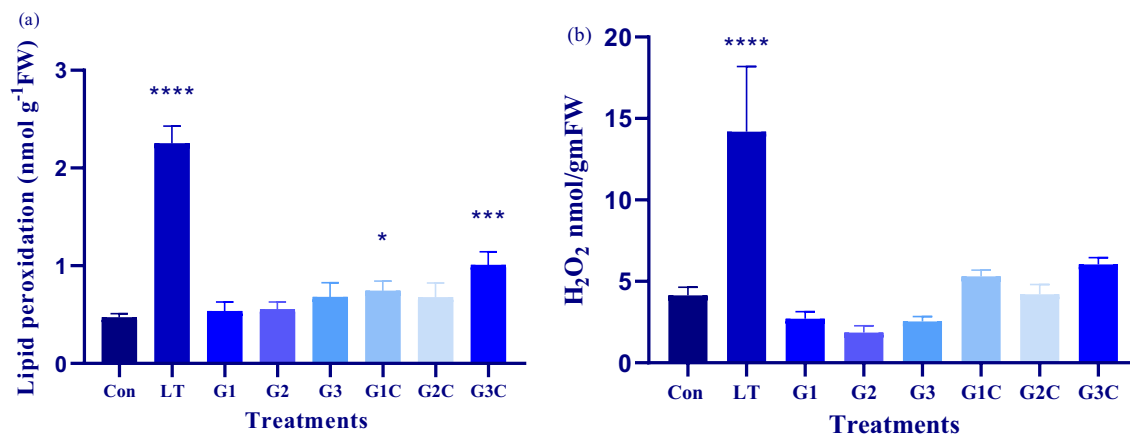 (a)
Lipid peroxidation (nmol g⁻¹FW)
3
2
1
0
****
*
***
Con LT G1 G2 G3 G1C G2C G3C
Treatments
(b)
H₂O₂ nmol/gmFW
20
15
10
5
0
****
Con LT G1 G2 G3 G1C G2C G3C
Treatments